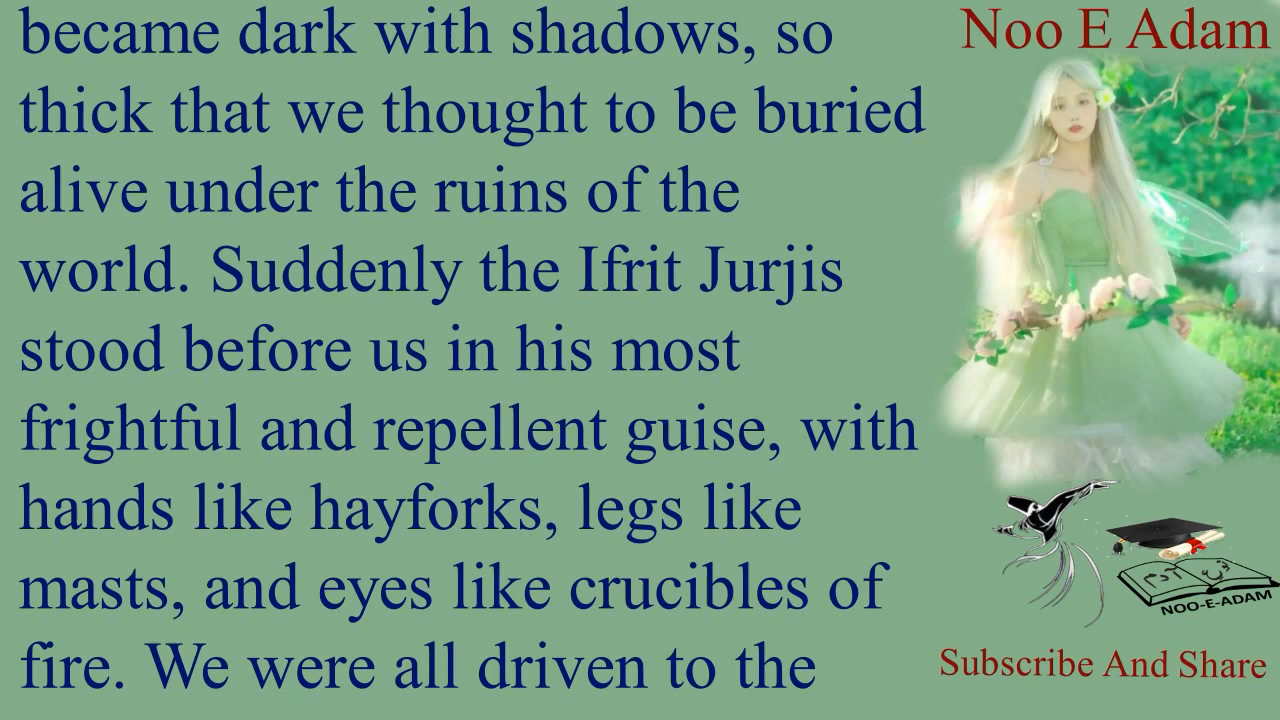 became dark with shadows, so
thick that we thought to be buried
alive under the ruins of the
world. Suddenly the Ifrit Jurjis
stood before us in his most
frightful and repellent guise, with
hands like hayforks, legs like
masts, and eyes like crucibles of
fire. We were all driven to the
Noo E Adam
نوع آدم
NOO-E-ADAM
Subscribe And Share